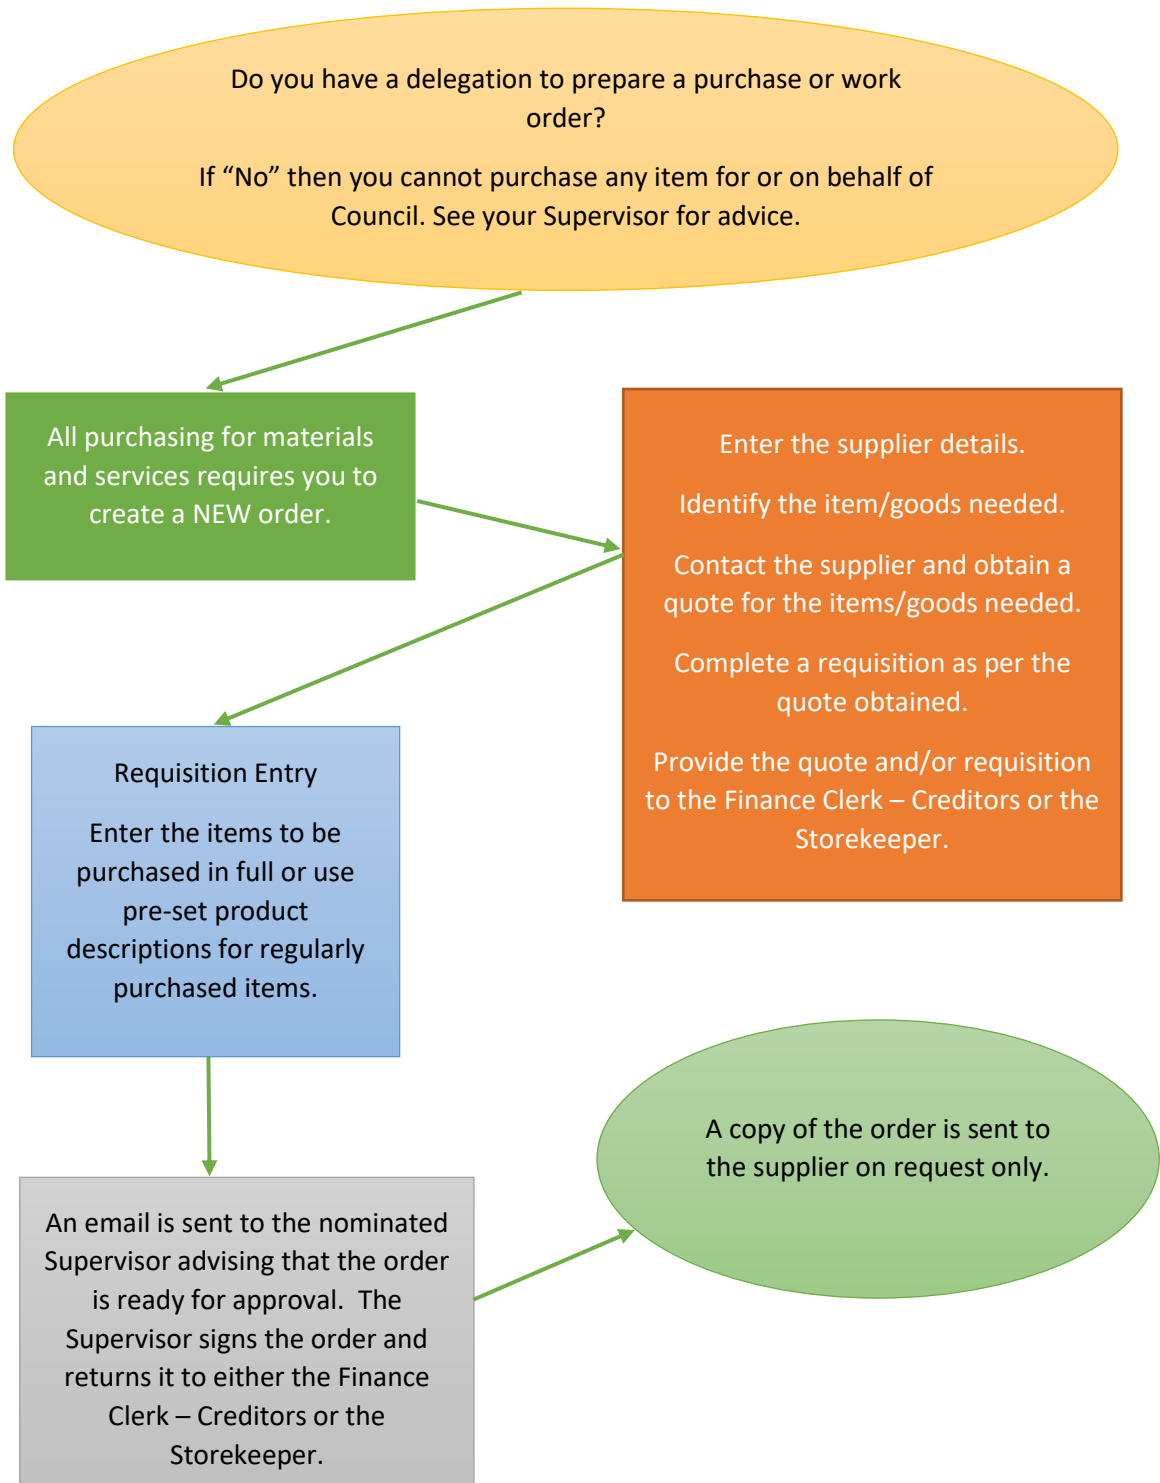 Do you have a delegation to prepare a purchase or work
order?
If “No” then you cannot purchase any item for or on behalf of
Council. See your Supervisor for advice.
All purchasing for materials
and services requires you to
create a NEW order.
Enter the supplier details.
Identify the item/goods needed.
Contact the supplier and obtain a
quote for the items/goods needed.
Complete a requisition as per the
quote obtained.
Provide the quote and/or requisition
to the Finance Clerk – Creditors or the
Storekeeper.
Requisition Entry
Enter the items to be
purchased in full or use
pre-set product
descriptions for regularly
purchased items.
A copy of the order is sent to
the supplier on request only.
An email is sent to the nominated
Supervisor advising that the order
is ready for approval.  The
Supervisor signs the order and
returns it to either the Finance
Clerk – Creditors or the
Storekeeper.